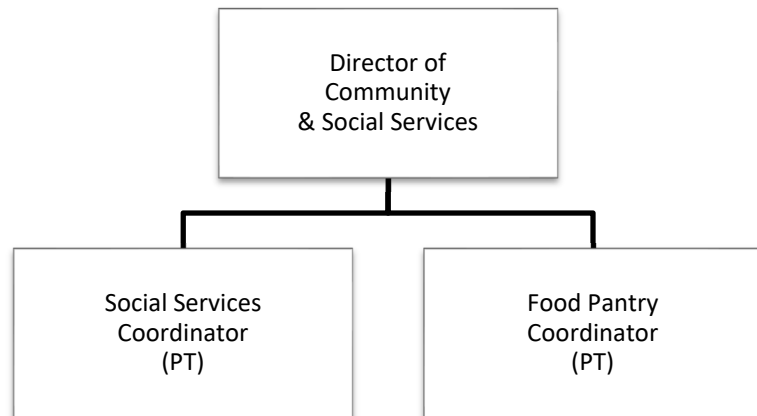 Director of
Community
& Social Services
Social Services
Coordinator
(PT)
Food Pantry
Coordinator
(PT)